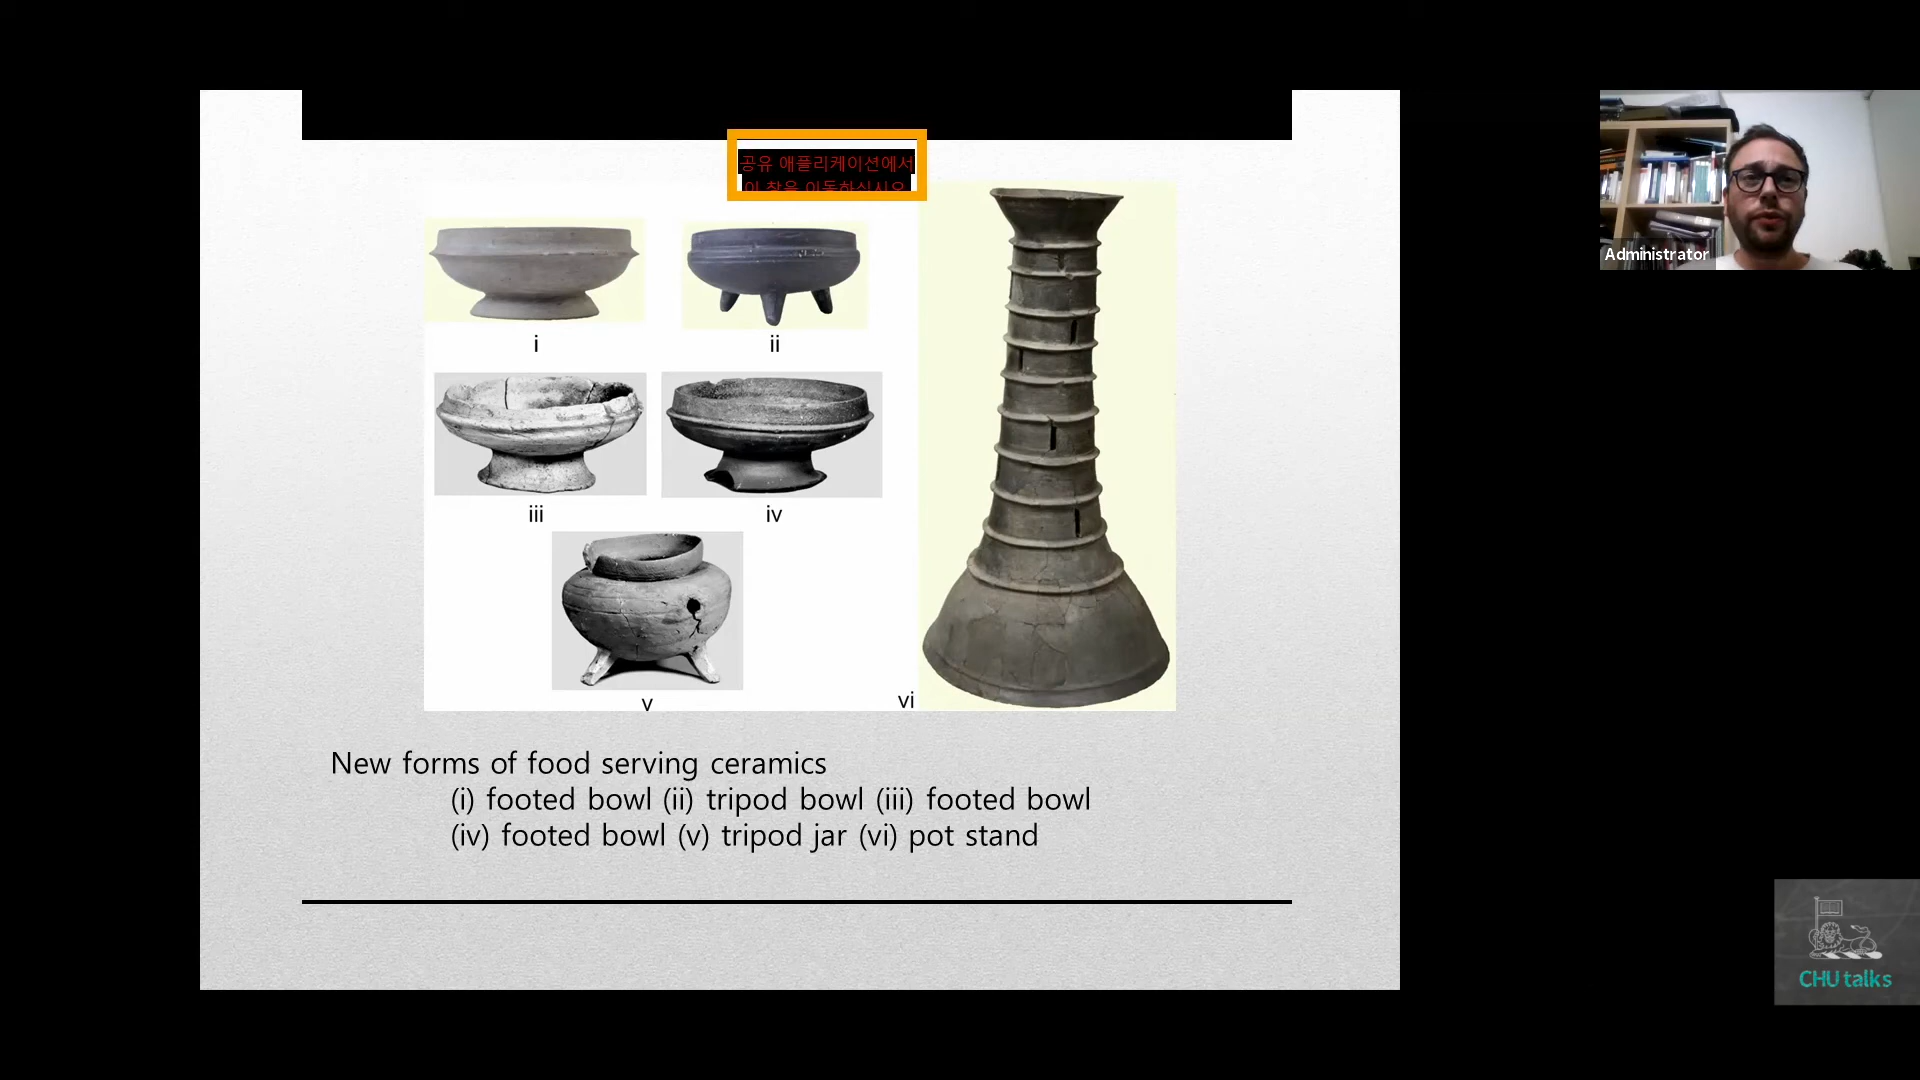 공유 애플리케이션에서
이 창을 이동하십시오
Administrator
i
ii
iii
iv
v
vi
New forms of food serving ceramics
(i) footed bowl (ii) tripod bowl (iii) footed bowl
(iv) footed bowl (v) tripod jar (vi) pot stand
CHU talks